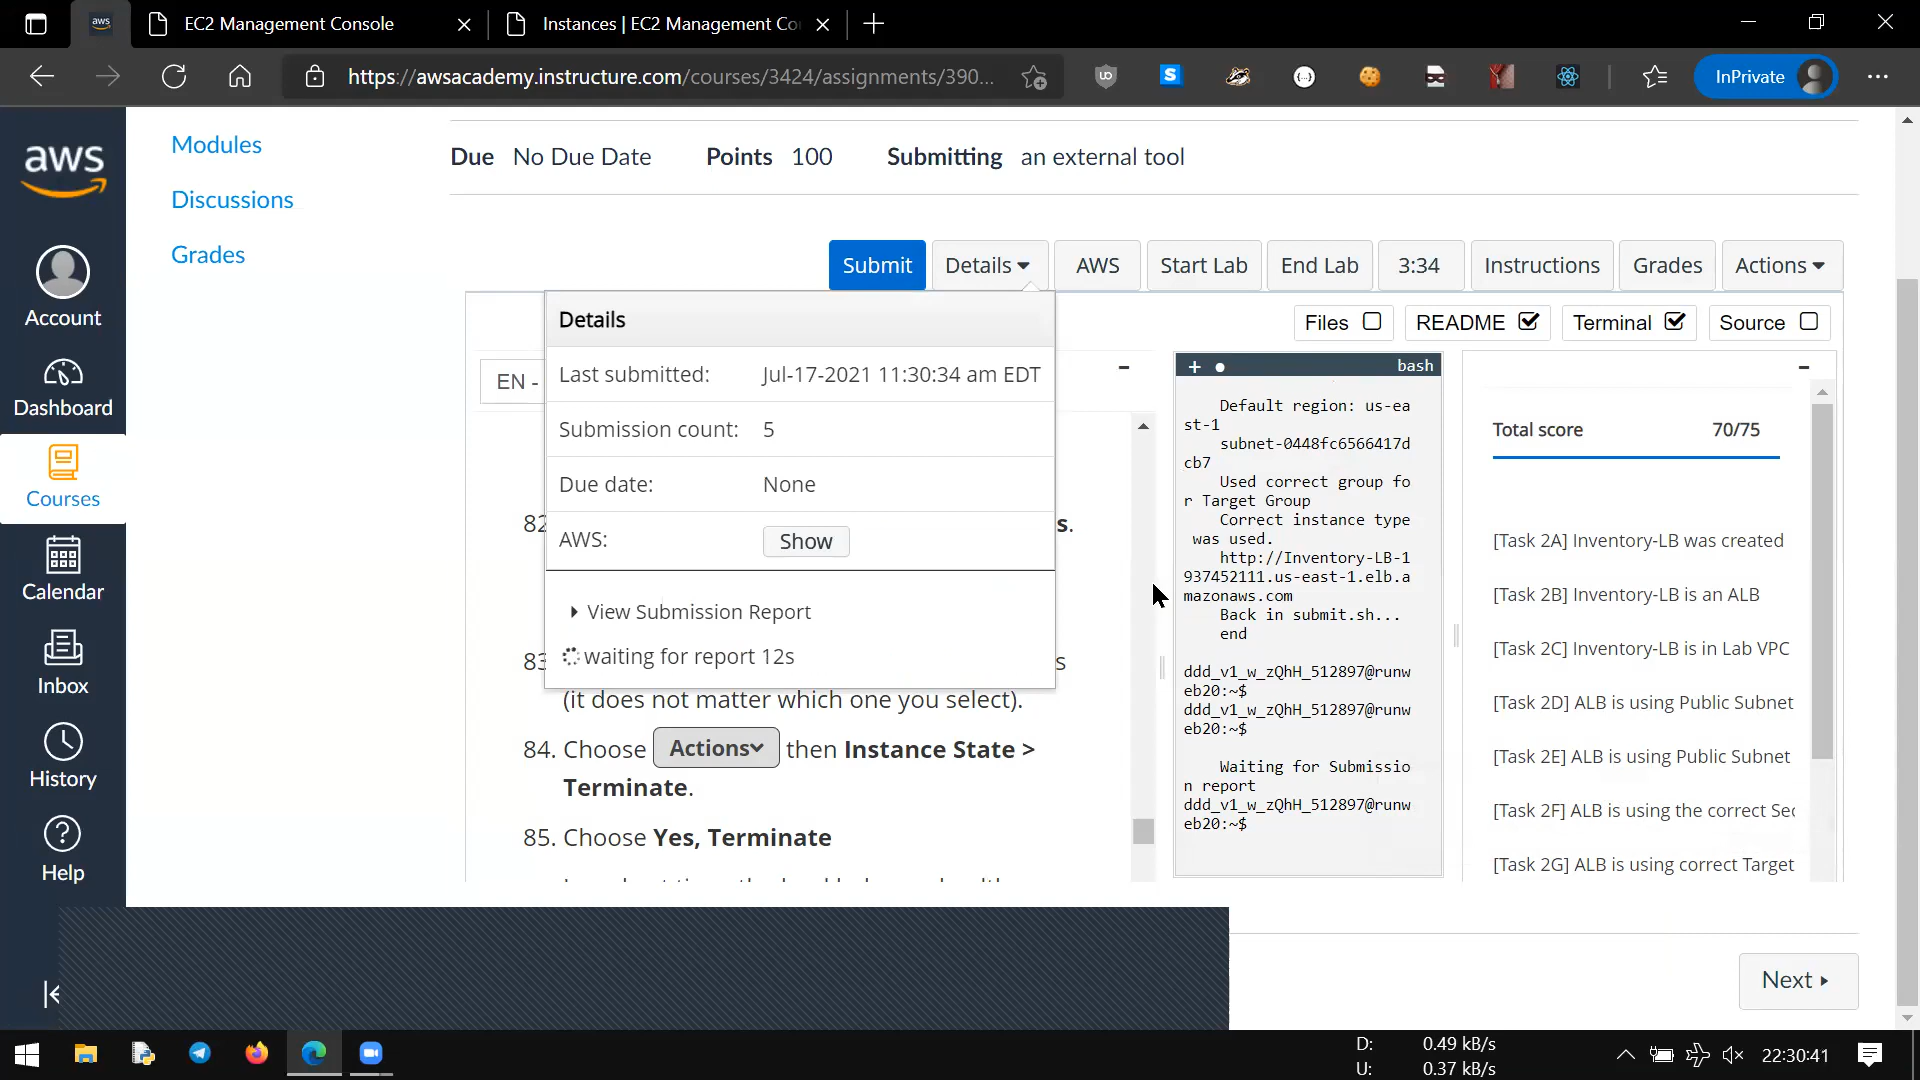 aws
EC2 Management Console
Instances | EC2 Management Co
https://awsacademy.instructure.com/courses/3424/assignments/390...
InPrivate
aws
Account
Dashboard
Courses
Calendar
Inbox
History
Help
Modules
Discussions
Grades
Due No Due Date Points 100 Submitting an external tool
Submit Details AWS Start Lab End Lab 3:34 Instructions Grades Actions
Files README Terminal Source
EN -
Details
Last submitted: Jul-17-2021 11:30:34 am EDT
Submission count: 5
Due date: None
AWS: Show
View Submission Report
waiting for report 12s
82 s.
83 s
(it does not matter which one you select).
84. Choose Actions then Instance State >
Terminate.
85. Choose Yes, Terminate
+ bash
Default region: us-ea
st-1
subnet-0448fc6566417d
cb7
Used correct group fo
r Target Group
Correct instance type
was used.
http://Inventory-LB-1
937452111.us-east-1.elb.a
mazonaws.com
Back in submit.sh...
end
ddd_v1_w_zQhH_512897@runw
eb20:~$
ddd_v1_w_zQhH_512897@runw
eb20:~$
Waiting for Submissio
n report
ddd_v1_w_zQhH_512897@runw
eb20:~$
Total score 70/75
[Task 2A] Inventory-LB was created
[Task 2B] Inventory-LB is an ALB
[Task 2C] Inventory-LB is in Lab VPC
[Task 2D] ALB is using Public Subnet
[Task 2E] ALB is using Public Subnet
[Task 2F] ALB is using the correct Sec
[Task 2G] ALB is using correct Target
Next
D: 0.49 kB/s
U: 0.37 kB/s
22:30:41